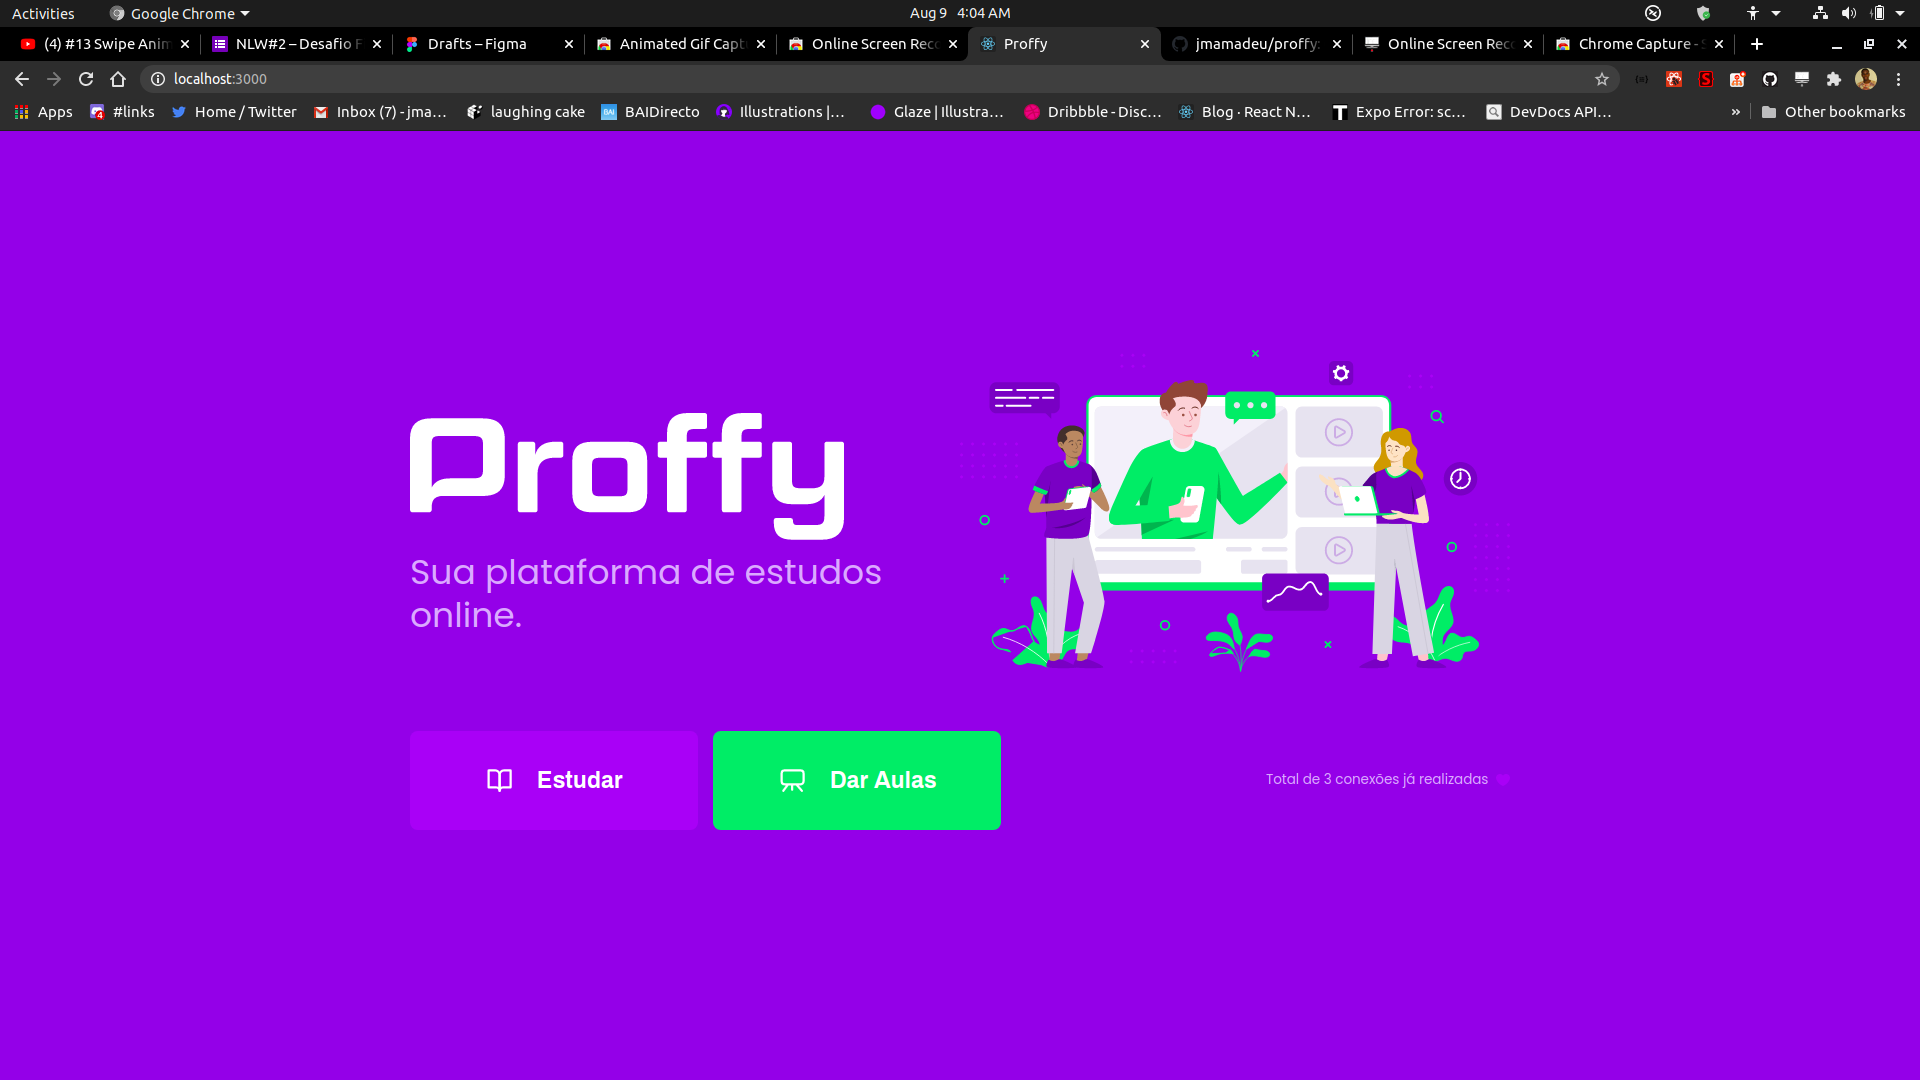 Activities
Google Chrome
Aug 9 4:04 AM
(4) #13 Swipe Anim
NLW#2 – Desafio F
Drafts – Figma
Animated Gif Capt
Online Screen Reco
Proffy
jmamadeu/proffy:
Online Screen Reco
Chrome Capture - S
localhost:3000
Apps
#links
Home / Twitter
Inbox (7) - jma…
laughing cake
BAIDirecto
Illustrations |…
Glaze | Illustra…
Dribbble - Disc…
Blog · React N…
Expo Error: sc…
DevDocs API…
»
Other bookmarks
Proffy
Sua plataforma de estudos
online.
Estudar
Dar Aulas
Total de 3 conexões já realizadas